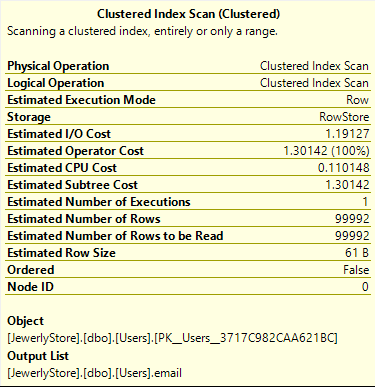 Clustered Index Scan (Clustered)
Scanning a clustered index, entirely or only a range.
Physical Operation Clustered Index Scan
Logical Operation Clustered Index Scan
Estimated Execution Mode Row
Storage RowStore
Estimated I/O Cost 1.19127
Estimated Operator Cost 1.30142 (100%)
Estimated CPU Cost 0.110148
Estimated Subtree Cost 1.30142
Estimated Number of Executions 1
Estimated Number of Rows 99992
Estimated Number of Rows to be Read 99992
Estimated Row Size 61 B
Ordered False
Node ID 0
Object
[JewerlyStore].[dbo].[Users].[PK__Users__3717C982CAA621BC]
Output List
[JewerlyStore].[dbo].[Users].email